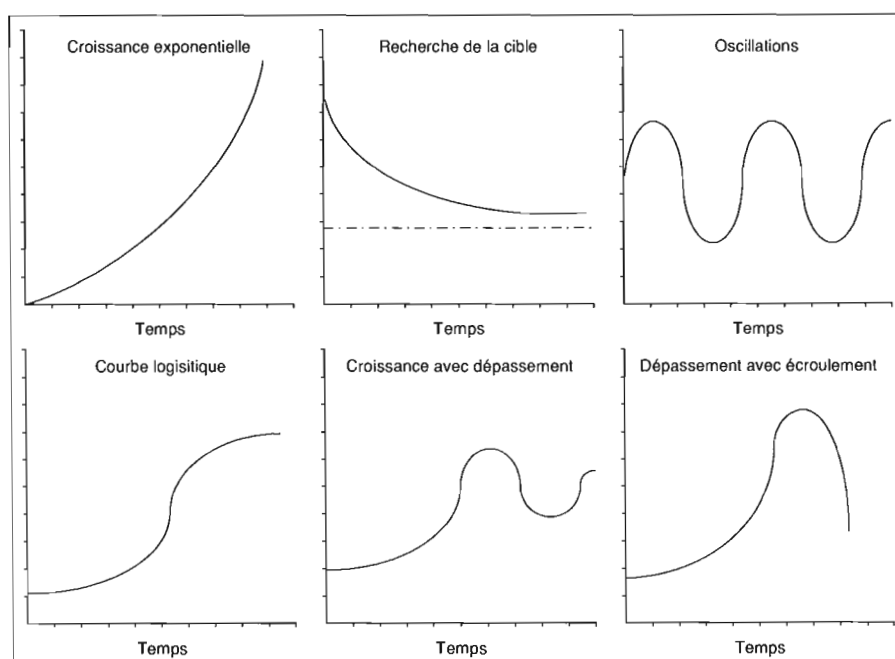 Croissance exponentielle
Recherche de la cible
Oscillations
Temps
Temps
Temps
Courbe logisitique
Croissance avec dépassement
Dépassement avec écroulement
Temps
Temps
Temps